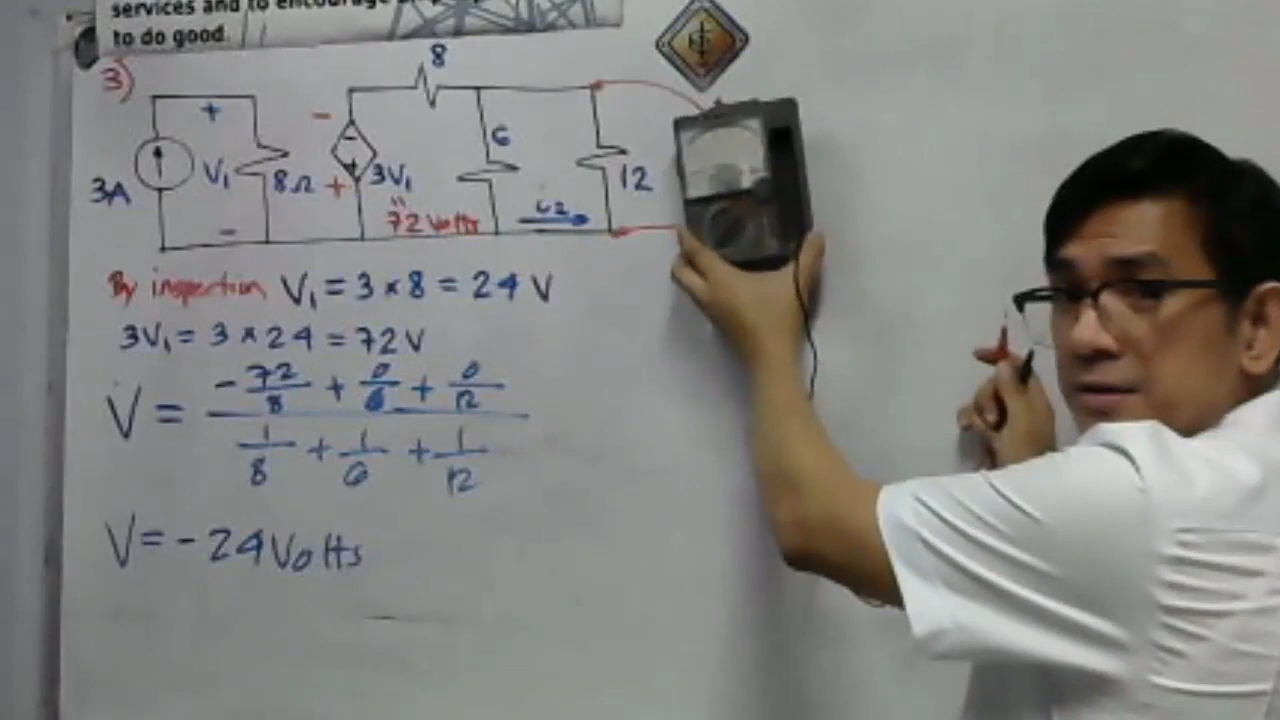 services and to encourage
to do good.
3)
8
+
-
6
3A
V₁
8Ω
+
3V₁
12
"
72 Volts
i2
-
By inspection V₁ = 3 × 8 = 24 V
3V₁ = 3 × 24 = 72V
V = -72/8 + 0/6 + 0/12
1/8 + 1/6 + 1/12
V = -24 Volts